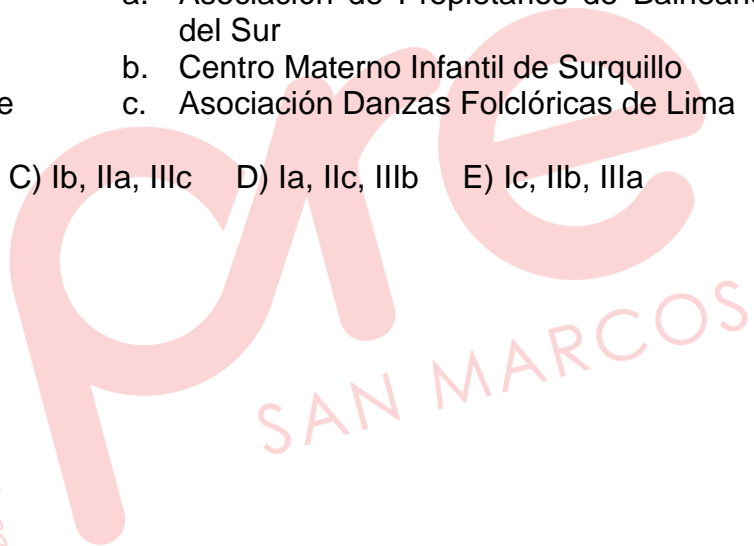 del Sur
b. Centro Materno Infantil de Surquillo
e c. Asociación Danzas Folclóricas de Lima
C) Ib, IIa, IIIc D) Ia, IIc, IIIb E) Ic, IIb, IIIa
pre
SAN MARCOS